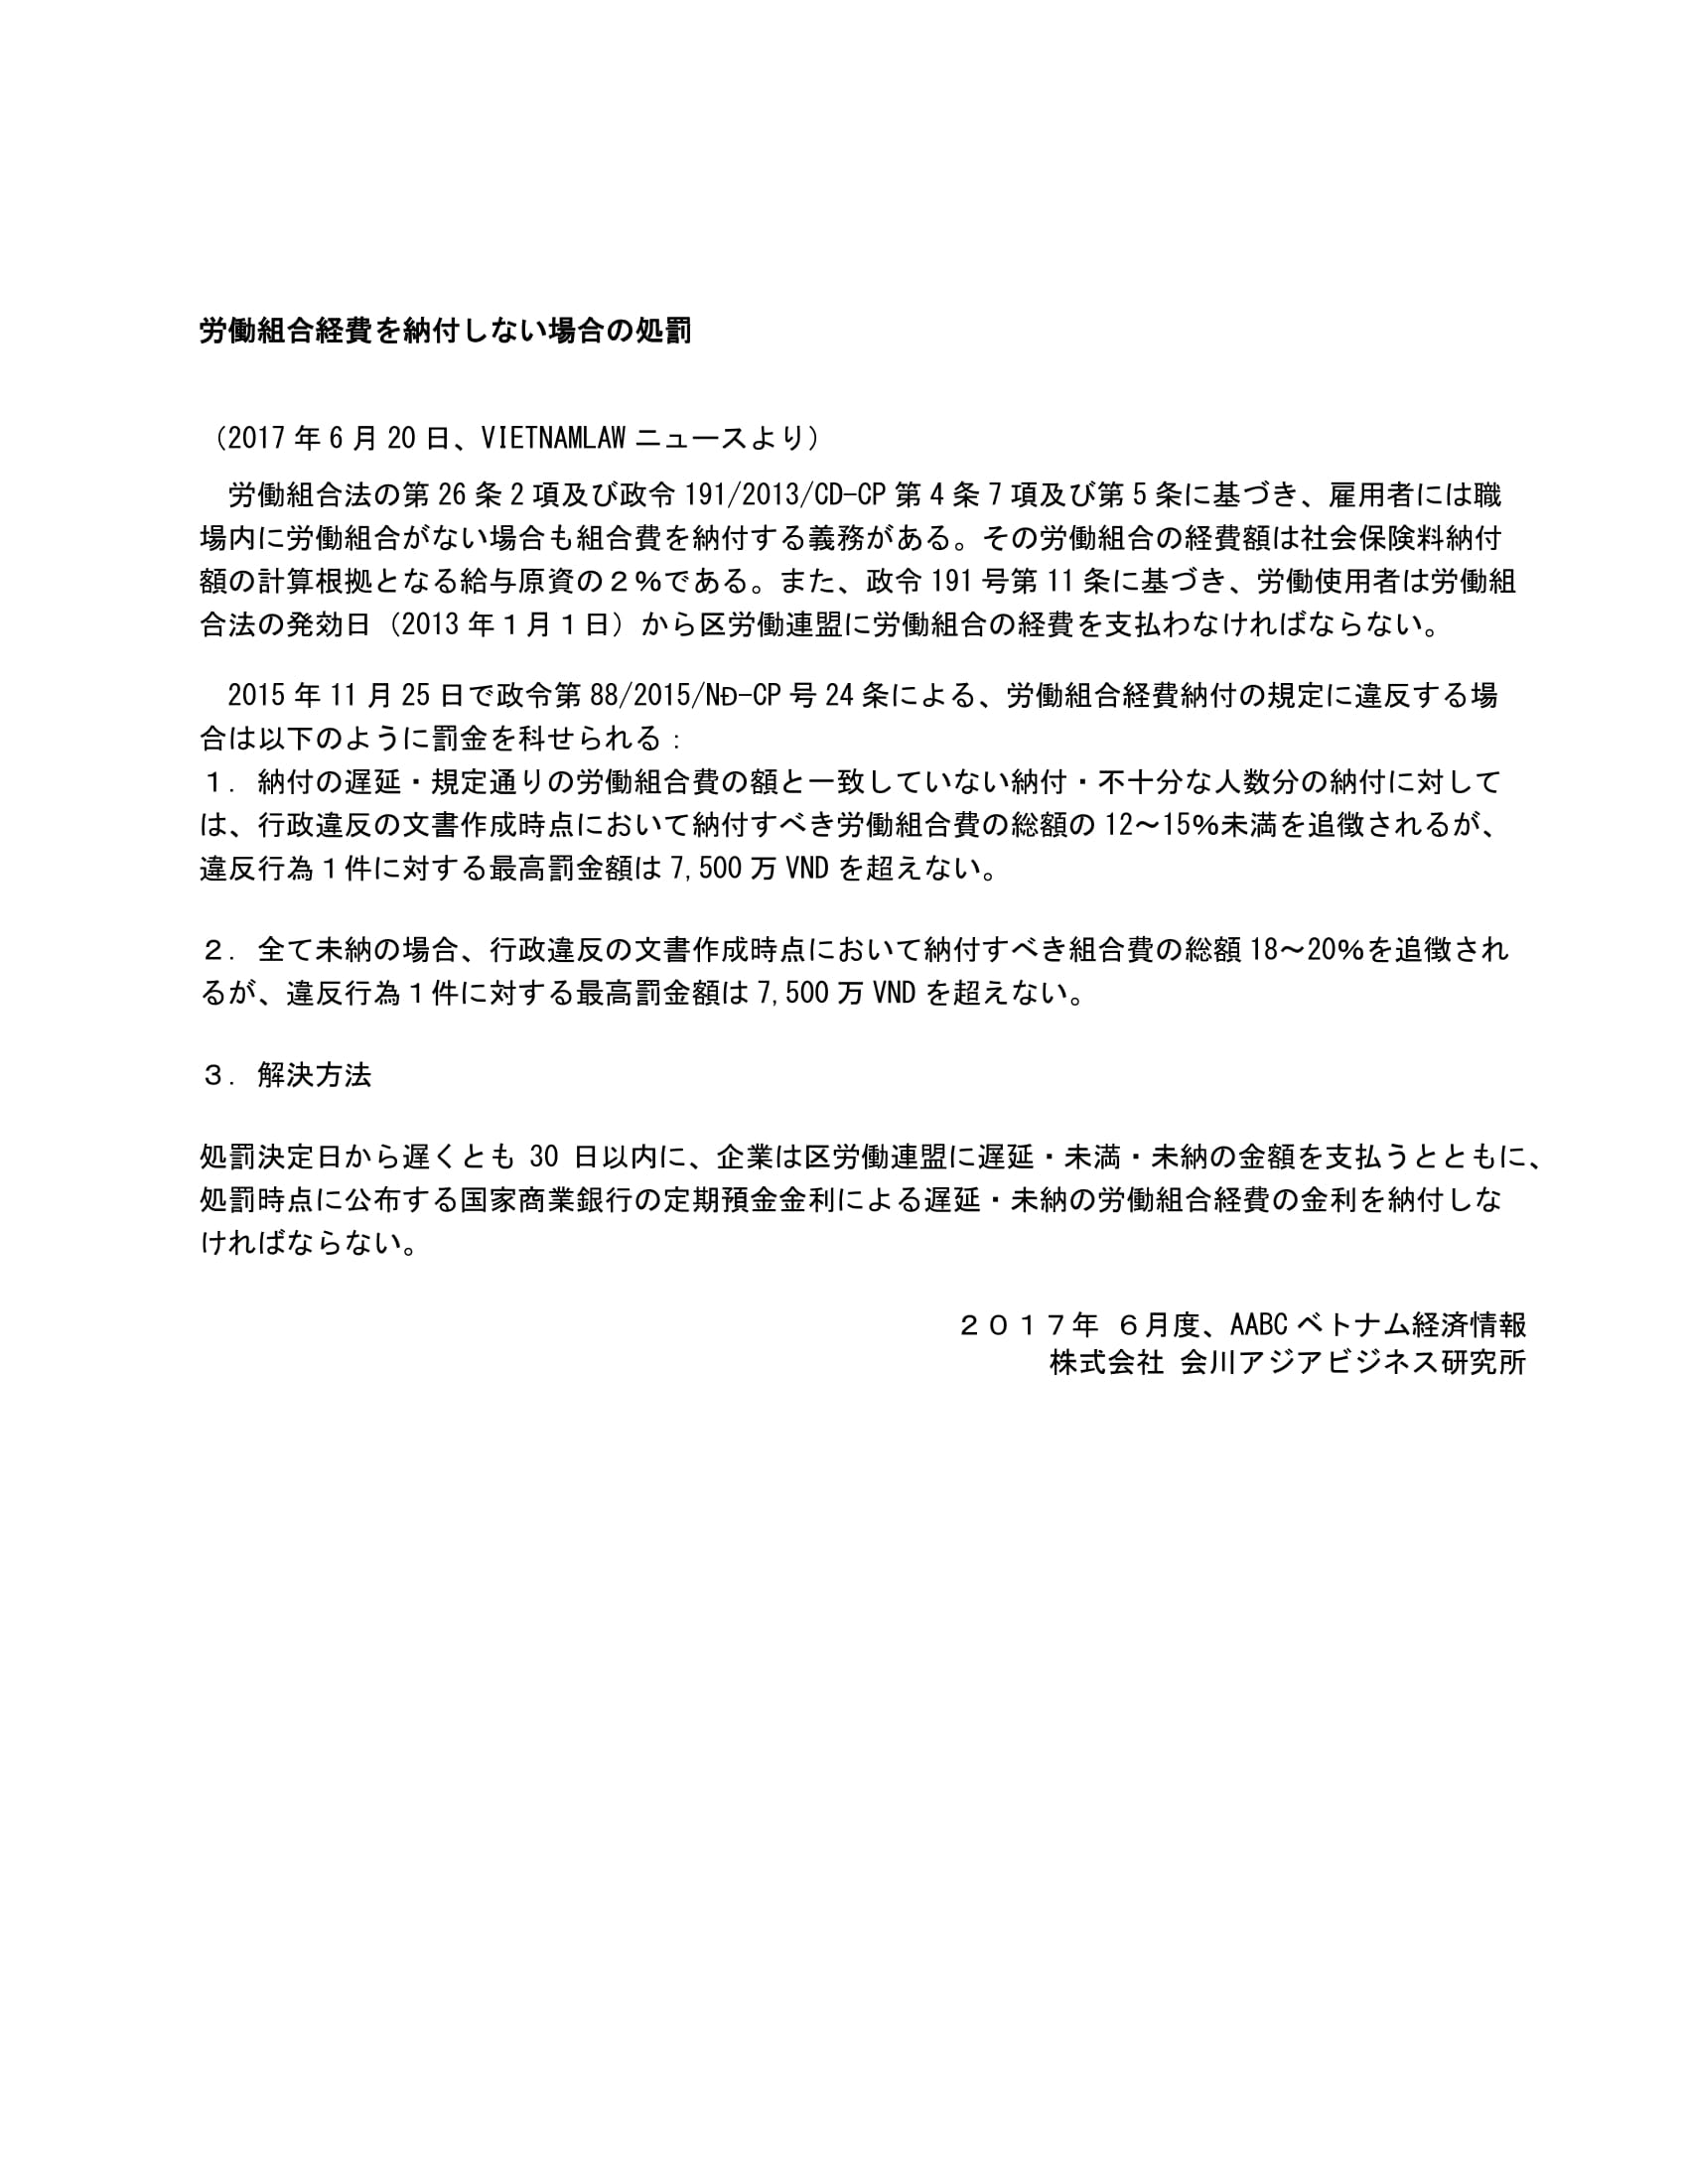 労働組合経費を納付しない場合の処罰
（2017 年 6 月 20 日、VIETNAMLAW ニュースより）
労働組合法の第 26 条 2 項及び政令 191/2013/CD-CP 第 4 条 7 項及び第 5 条に基づき、雇用者には職
場内に労働組合がない場合も組合費を納付する義務がある。その労働組合の経費額は社会保険料納付
額の計算根拠となる給与原資の２％である。また、政令 191 号第 11 条に基づき、労働使用者は労働組
合法の発効日（2013 年１月１日）から区労働連盟に労働組合の経費を支払わなければならない。
2015 年 11 月 25 日で政令第 88/2015/NĐ-CP 号 24 条による、労働組合経費納付の規定に違反する場
合は以下のように罰金を科せられる：
１．納付の遅延・規定通りの労働組合費の額と一致していない納付・不十分な人数分の納付に対して
は、行政違反の文書作成時点において納付すべき労働組合費の総額の 12～15％未満を追徴されるが、
違反行為１件に対する最高罰金額は 7,500 万 VND を超えない。
２．全て未納の場合、行政違反の文書作成時点において納付すべき組合費の総額 18～20％を追徴され
るが、違反行為１件に対する最高罰金額は 7,500 万 VND を超えない。
３．解決方法
処罰決定日から遅くとも 30 日以内に、企業は区労働連盟に遅延・未満・未納の金額を支払うとともに、
処罰時点に公布する国家商業銀行の定期預金金利による遅延・未納の労働組合経費の金利を納付しな
ければならない。
２０１７年 ６月度、AABC ベトナム経済情報
株式会社 会川アジアビジネス研究所